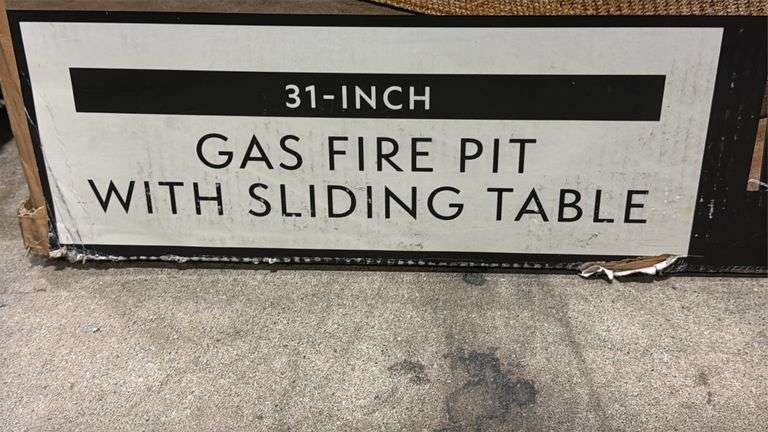 31-INCH
GAS FIRE PIT
WITH SLIDING TABLE